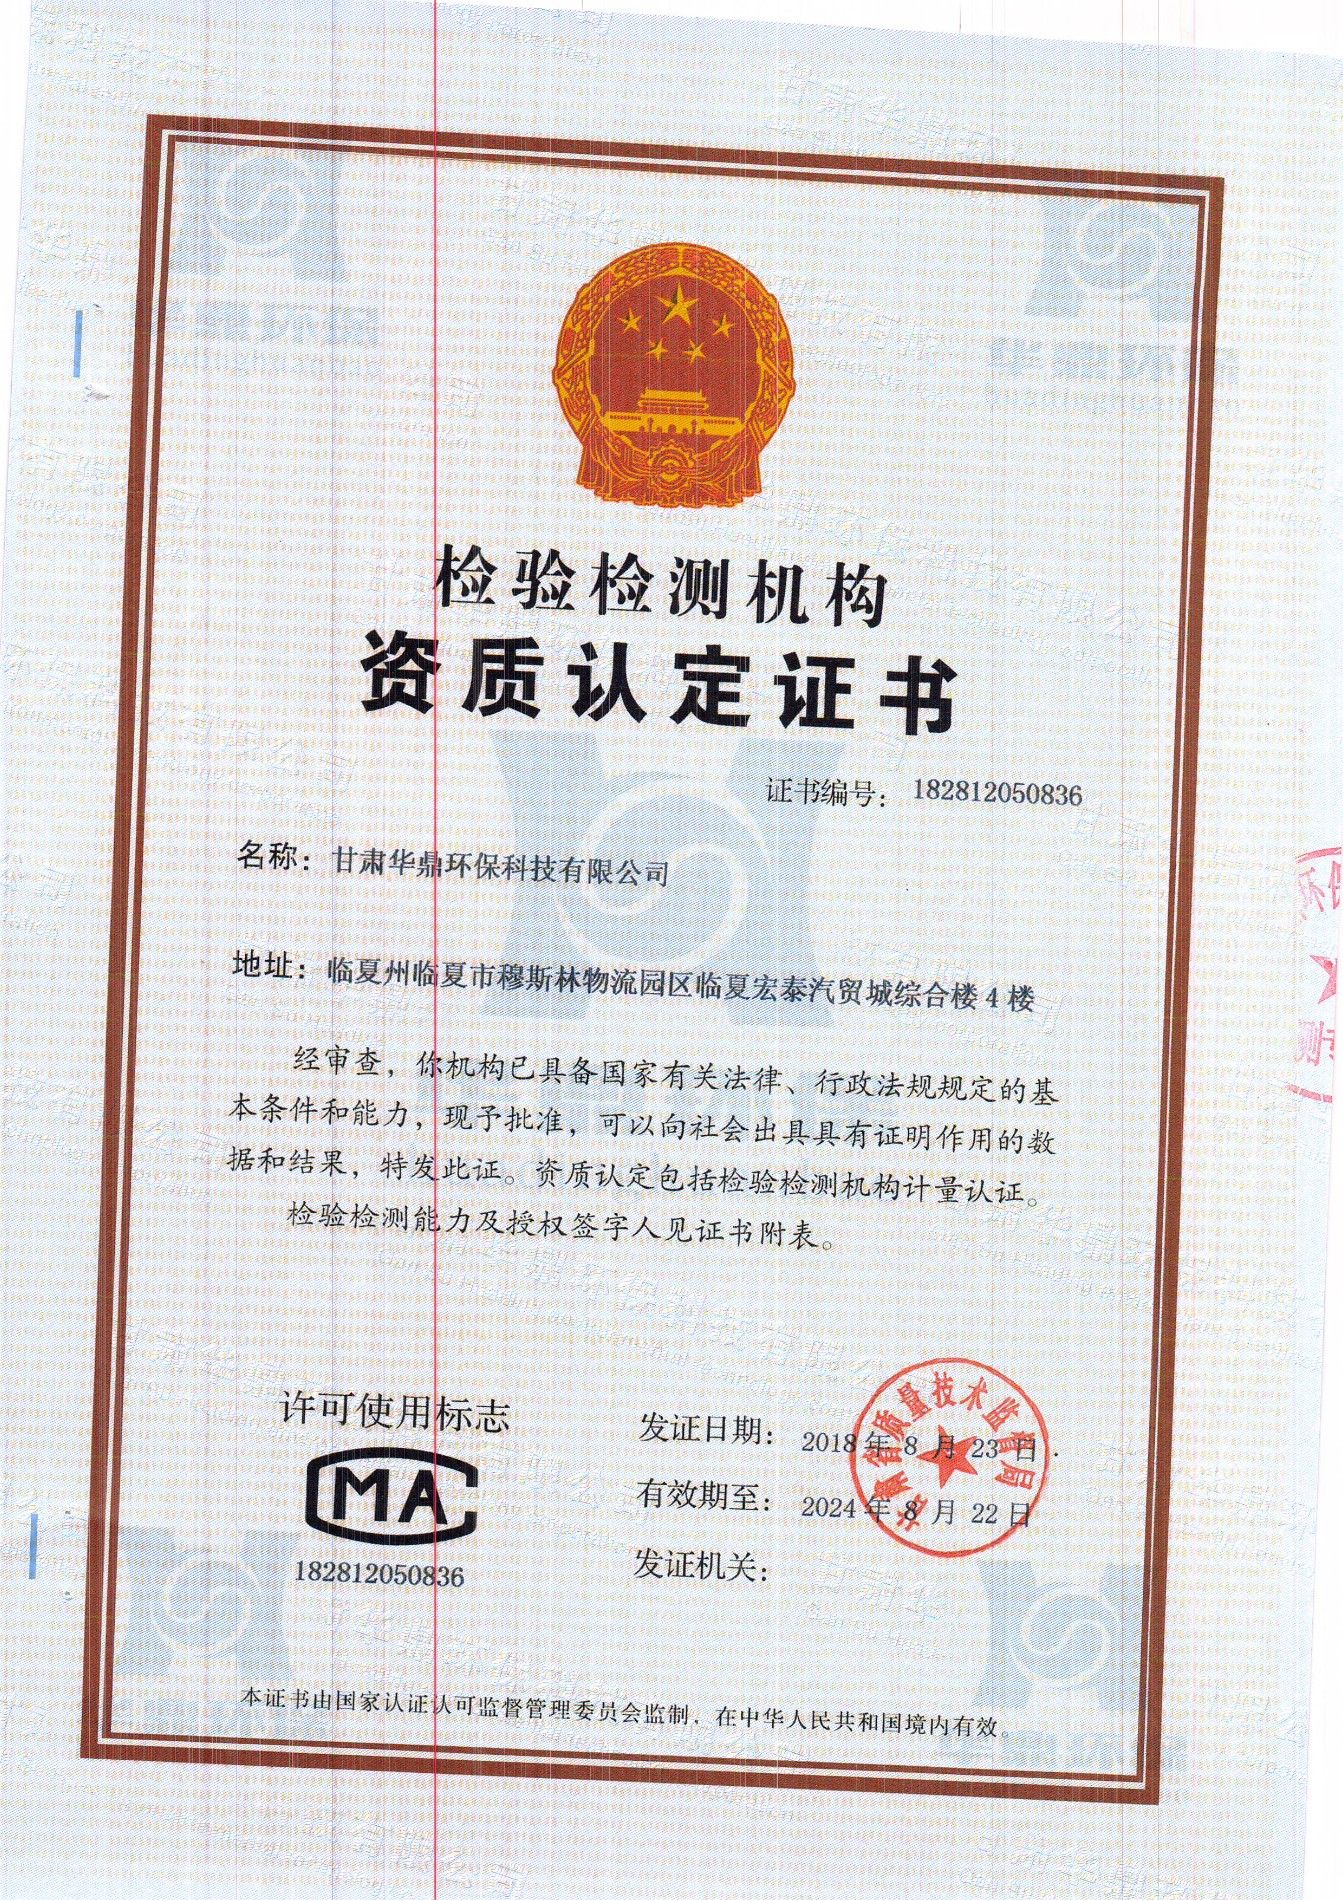 检验检测机构
资质认定证书
证书编号：182812050836
名称：甘肃华鼎环保科技有限公司
地址：临夏州临夏市穆斯林物流园区临夏宏泰汽贸城综合楼4楼
经审查，你机构已具备国家有关法律、行政法规规定的基
本条件和能力，现予批准，可以向社会出具具有证明作用的数
据和结果，特发此证。资质认定包括检验检测机构计量认证。
检验检测能力及授权签字人见证书附表。
许可使用标志
MA
182812050836
发证日期：2018年8月23日
有效期至：2024年8月22日
发证机关：
甘肃省质量技术监督局
本证书由国家认证认可监督管理委员会监制，在中华人民共和国境内有效。